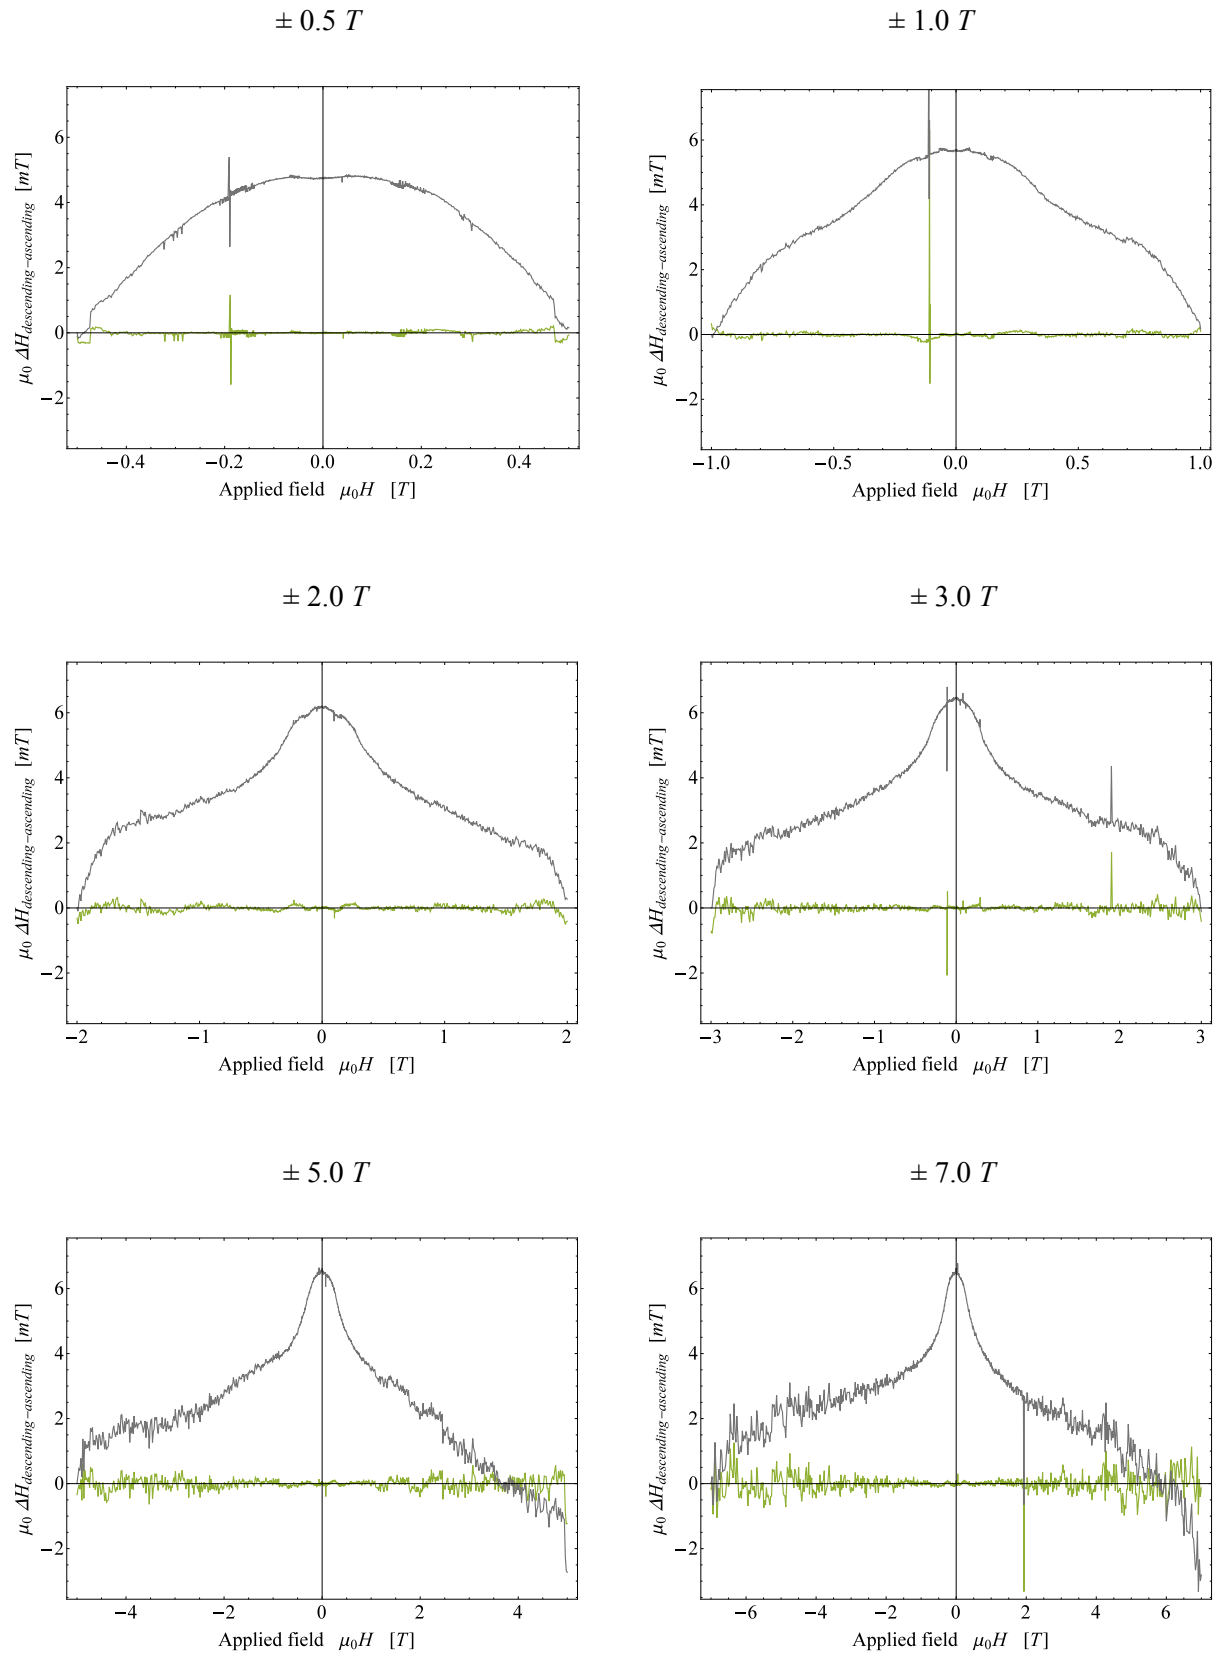 ± 0.5 T
± 1.0 T
6
4
2
0
−2
μ₀ ΔH_descending−ascending [mT]
−0.4 −0.2 0.0 0.2 0.4
Applied field μ₀H [T]
6
4
2
0
−2
μ₀ ΔH_descending−ascending [mT]
−1.0 −0.5 0.0 0.5 1.0
Applied field μ₀H [T]
± 2.0 T
± 3.0 T
6
4
2
0
−2
μ₀ ΔH_descending−ascending [mT]
−2 −1 0 1 2
Applied field μ₀H [T]
6
4
2
0
−2
μ₀ ΔH_descending−ascending [mT]
−3 −2 −1 0 1 2 3
Applied field μ₀H [T]
± 5.0 T
± 7.0 T
6
4
2
0
−2
μ₀ ΔH_descending−ascending [mT]
−4 −2 0 2 4
Applied field μ₀H [T]
6
4
2
0
−2
μ₀ ΔH_descending−ascending [mT]
−6 −4 −2 0 2 4 6
Applied field μ₀H [T]